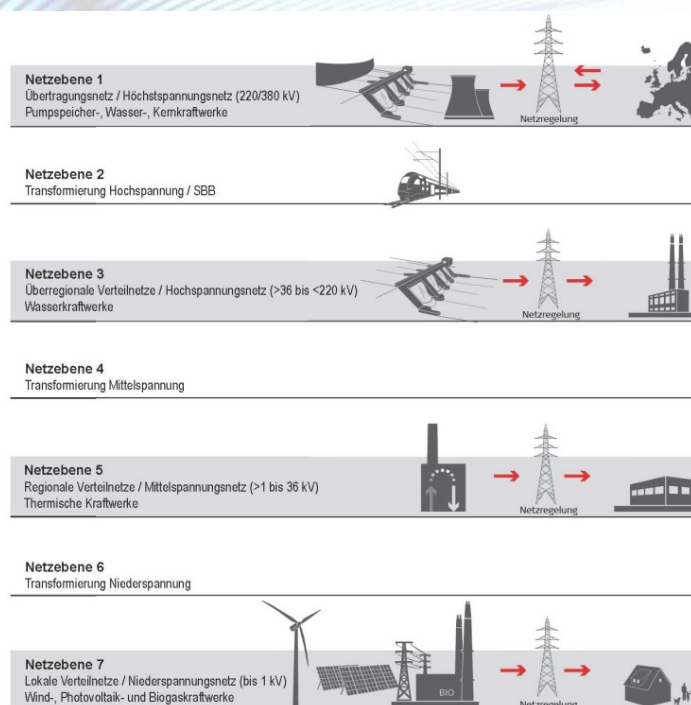 Netzebene 1
Übertragungsnetz / Höchstspannungsnetz (220/380 kV)
Pumpspeicher-, Wasser-, Kernkraftwerke
Netzregelung
Netzebene 2
Transformierung Hochspannung / SBB
Netzebene 3
Überregionale Verteilnetze / Hochspannungsnetz (>36 bis <220 kV)
Wasserkraftwerke
Netzregelung
Netzebene 4
Transformierung Mittelspannung
Netzebene 5
Regionale Verteilnetze / Mittelspannungsnetz (>1 bis 36 kV)
Thermische Kraftwerke
Netzregelung
Netzebene 6
Transformierung Niederspannung
Netzebene 7
Lokale Verteilnetze / Niederspannungsnetz (bis 1 kV)
Wind-, Photovoltaik- und Biogaskraftwerke
BIO
Netzregelung